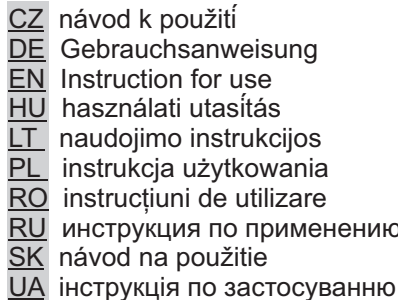 CZ návod k použití
DE Gebrauchsanweisung
EN Instruction for use
HU használati utasítás
LT naudojimo instrukcijos
PL instrukcja użytkowania
RO instrucțiuni de utilizare
RU инструкция по применению
SK návod na použitie
UA інструкція по застосуванню